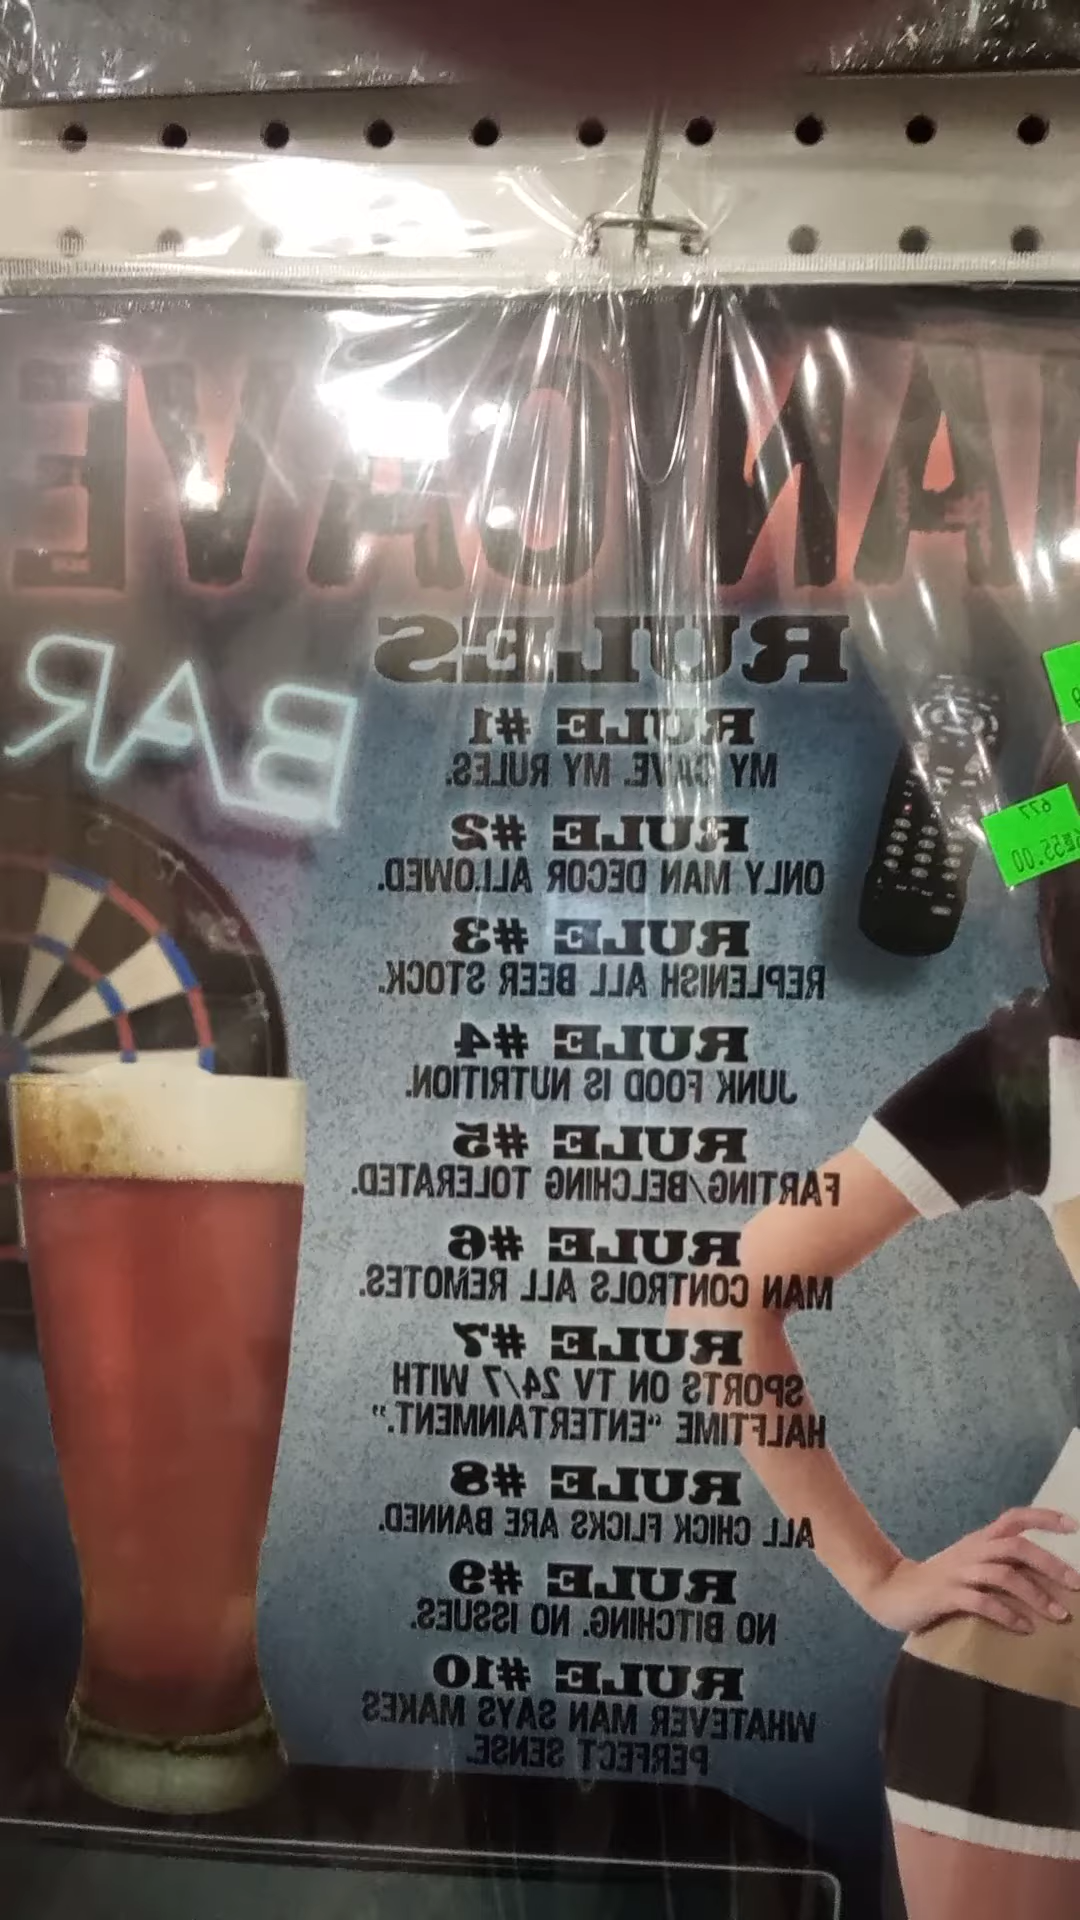 MAN CAVE
RULES
BAR
RULE #1
MY CAVE. MY RULES.
RULE #2
ONLY MAN DECOR ALLOWED.
RULE #3
REPLENISH ALL BEER STOCK.
RULE #4
JUNK FOOD IS NUTRITION.
RULE #5
FARTING/BELCHING TOLERATED.
RULE #6
MAN CONTROLS ALL REMOTES.
RULE #7
SPORTS ON TV 24/7 WITH
HALFTIME “ENTERTAINMENT.”
RULE #8
ALL CHICK FLICKS ARE BANNED.
RULE #9
NO BITCHING. NO ISSUES.
RULE #10
WHATEVER MAN SAYS MAKES
PERFECT SENSE.
677